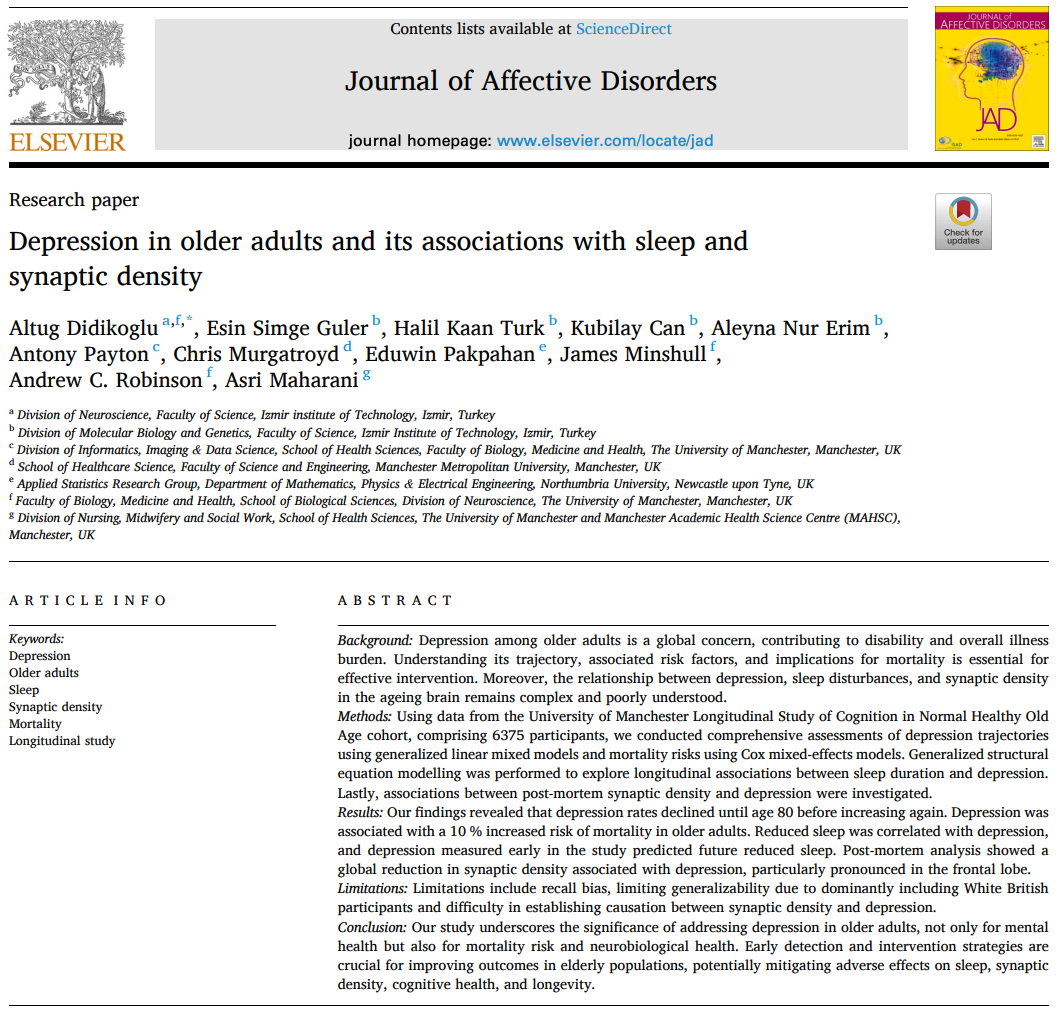 Contents lists available at ScienceDirect
Journal of Affective Disorders
journal homepage: www.elsevier.com/locate/jad
ELSEVIER
JOURNAL OF
AFFECTIVE DISORDERS
JAD
Research paper
Check for
updates
Depression in older adults and its associations with sleep and
synaptic density
Altug Didikoglu a,f,*, Esin Simge Guler b, Halil Kaan Turk b, Kubilay Can b, Aleyna Nur Erim b,
Antony Payton c, Chris Murgatroyd d, Eduwin Pakpahan e, James Minshull f,
Andrew C. Robinson f, Asri Maharani g
a Division of Neuroscience, Faculty of Science, Izmir institute of Technology, Izmir, Turkey
b Division of Molecular Biology and Genetics, Faculty of Science, Izmir Institute of Technology, Izmir, Turkey
c Division of Informatics, Imaging & Data Science, School of Health Sciences, Faculty of Biology, Medicine and Health, The University of Manchester, Manchester, UK
d School of Healthcare Science, Faculty of Science and Engineering, Manchester Metropolitan University, Manchester, UK
e Applied Statistics Research Group, Department of Mathematics, Physics & Electrical Engineering, Northumbria University, Newcastle upon Tyne, UK
f Faculty of Biology, Medicine and Health, School of Biological Sciences, Division of Neuroscience, The University of Manchester, Manchester, UK
g Division of Nursing, Midwifery and Social Work, School of Health Sciences, The University of Manchester and Manchester Academic Health Science Centre (MAHSC),
Manchester, UK
ARTICLE INFO
Keywords:
Depression
Older adults
Sleep
Synaptic density
Mortality
Longitudinal study
ABSTRACT
Background: Depression among older adults is a global concern, contributing to disability and overall illness
burden. Understanding its trajectory, associated risk factors, and implications for mortality is essential for
effective intervention. Moreover, the relationship between depression, sleep disturbances, and synaptic density
in the ageing brain remains complex and poorly understood.
Methods: Using data from the University of Manchester Longitudinal Study of Cognition in Normal Healthy Old
Age cohort, comprising 6375 participants, we conducted comprehensive assessments of depression trajectories
using generalized linear mixed models and mortality risks using Cox mixed-effects models. Generalized structural
equation modelling was performed to explore longitudinal associations between sleep duration and depression.
Lastly, associations between post-mortem synaptic density and depression were investigated.
Results: Our findings revealed that depression rates declined until age 80 before increasing again. Depression was
associated with a 10 % increased risk of mortality in older adults. Reduced sleep was correlated with depression,
and depression measured early in the study predicted future reduced sleep. Post-mortem analysis showed a
global reduction in synaptic density associated with depression, particularly pronounced in the frontal lobe.
Limitations: Limitations include recall bias, limiting generalizability due to dominantly including White British
participants and difficulty in establishing causation between synaptic density and depression.
Conclusion: Our study underscores the significance of addressing depression in older adults, not only for mental
health but also for mortality risk and neurobiological health. Early detection and intervention strategies are
crucial for improving outcomes in elderly populations, potentially mitigating adverse effects on sleep, synaptic
density, cognitive health, and longevity.